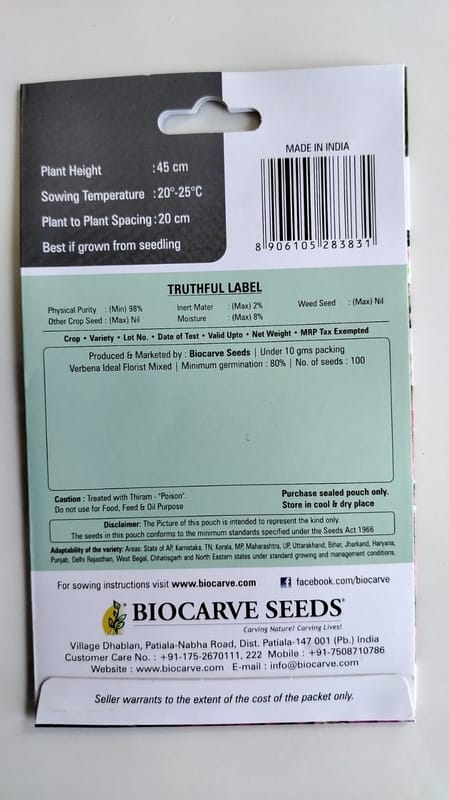 MADE IN INDIA
Plant Height : 45 cm
Sowing Temperature : 20°-25°C
Plant to Plant Spacing : 20 cm
Best if grown from seedling
8 906105 283831
TRUTHFUL LABEL
Physical Purity : (Min) 98% Inert Mater : (Max) 2% Weed Seed : (Max) Nil
Other Crop Seed : (Max) Nil Moisture : (Max) 8%
Crop • Variety • Lot No. • Date of Test • Valid Upto • Net Weight • MRP Tax Exempted
Produced & Marketed by : Biocarve Seeds | Under 10 gms packing
Verbena Ideal Florist Mixed | Minimum germination : 80% | No. of seeds : 100
Caution : Treated with Thiram - "Poison". Purchase sealed pouch only.
Do not use for Food, Feed & Oil Purpose Store in cool & dry place
Disclaimer: The Picture of this pouch is intended to represent the kind only.
The seeds in this pouch conforms to the minimum standards specified under the Seeds Act 1966
Adaptability of the variety: Areas: State of AP, Karnataka, TN, Kerala, MP, Maharashtra, UP, Uttarakhand, Bihar, Jharkand, Haryana,
Punjab, Delhi Rajasthan, West Begal, Chhatisgarh and North Eastern states under standard growing and management conditions.
For sowing instructions visit www.biocarve.com f facebook.com/biocarve
BIOCARVE SEEDS®
Carving Nature! Carving Lives!
Village Dhablan, Patiala-Nabha Road, Dist. Patiala-147 001 (Pb.) India
Customer Care No. : +91-175-2670111, 222 Mobile : +91-7508710786
Website : www.biocarve.com E-mail : info@biocarve.com
Seller warrants to the extent of the cost of the packet only.